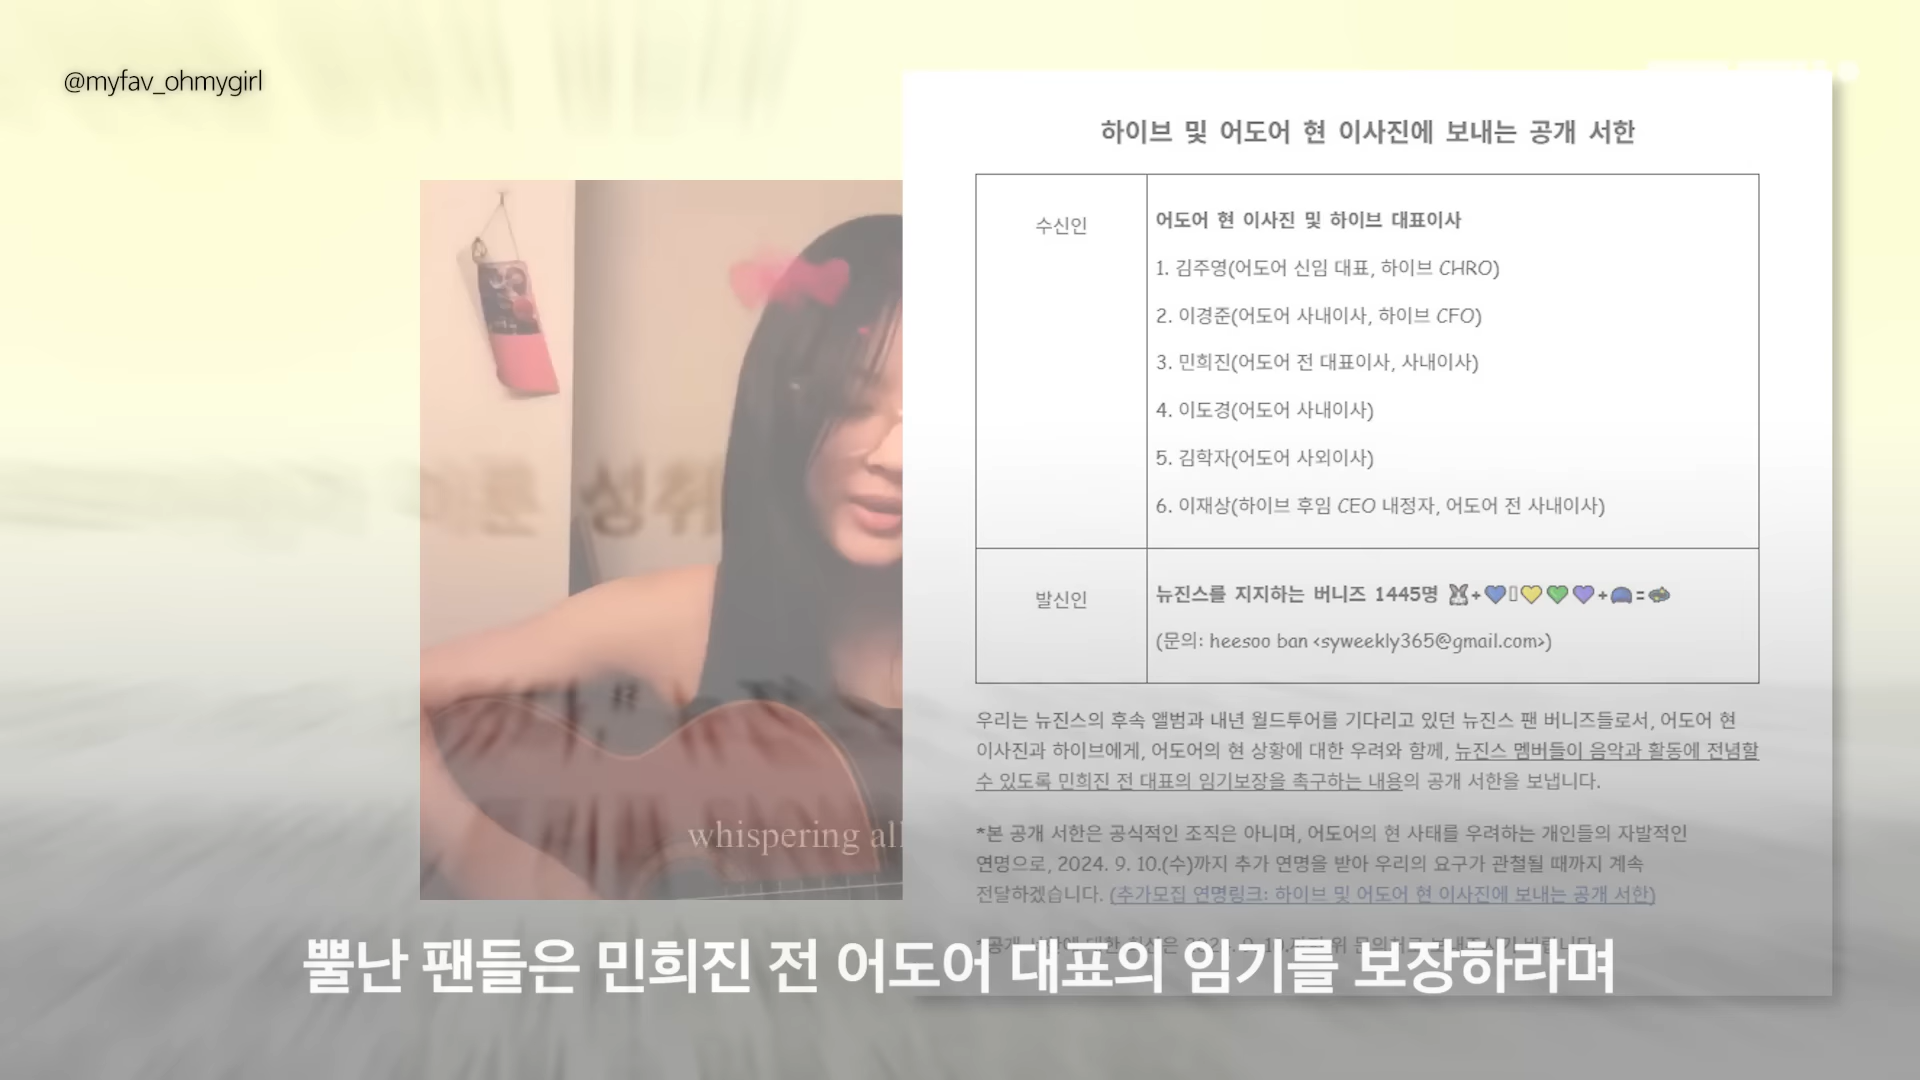 @myfav_ohmygirl
하이브 및 어도어 현 이사진에 보내는 공개 서한
수신인
어도어 현 이사진 및 하이브 대표이사
1. 김주영(어도어 신임 대표, 하이브 CHRO)
2. 이경준(어도어 사내이사, 하이브 CFO)
3. 민희진(어도어 전 대표이사, 사내이사)
4. 이도경(어도어 사내이사)
5. 김학자(어도어 사외이사)
6. 이재상(하이브 후임 CEO 내정자, 어도어 전 사내이사)
발신인
뉴진스를 지지하는 버니즈 1445명 🐰+💙▯💛💚💜+🧢=🐳
(문의: heesoo ban <syweekly365@gmail.com>)
우리는 뉴진스의 후속 앨범과 내년 월드투어를 기다리고 있던 뉴진스 팬 버니즈들로서, 어도어 현
이사진과 하이브에게, 어도어의 현 상황에 대한 우려와 함께, 뉴진스 멤버들이 음악과 활동에 전념할
수 있도록 민희진 전 대표의 임기보장을 촉구하는 내용의 공개 서한을 보냅니다.
*본 공개 서한은 공식적인 조직은 아니며, 어도어의 현 사태를 우려하는 개인들의 자발적인
연명으로, 2024. 9. 10.(수)까지 추가 연명을 받아 우리의 요구가 관철될 때까지 계속
전달하겠습니다. (추가모집 연명링크: 하이브 및 어도어 현 이사진에 보내는 공개 서한)
성취
whispering all
뿔난 팬들은 민희진 전 어도어 대표의 임기를 보장하라며